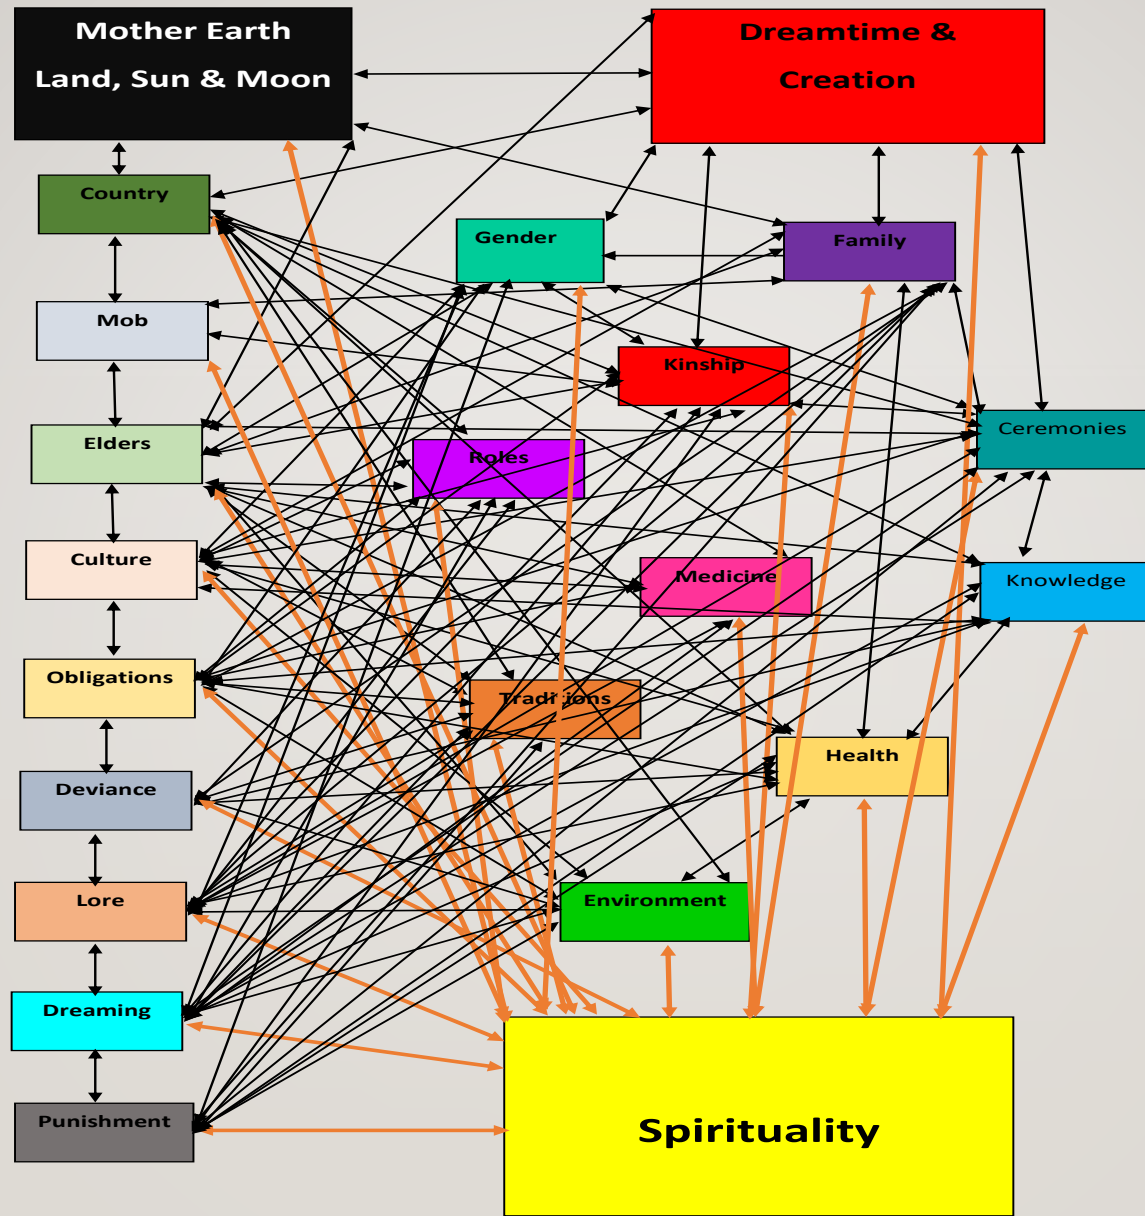 Mother Earth
Land, Sun & Moon
Dreamtime &
Creation
Country
Gender
Family
Mob
Kinship
Elders
Ceremonies
Roles
Culture
Medicine
Knowledge
Obligations
Traditions
Health
Deviance
Lore
Environment
Dreaming
Punishment
Spirituality